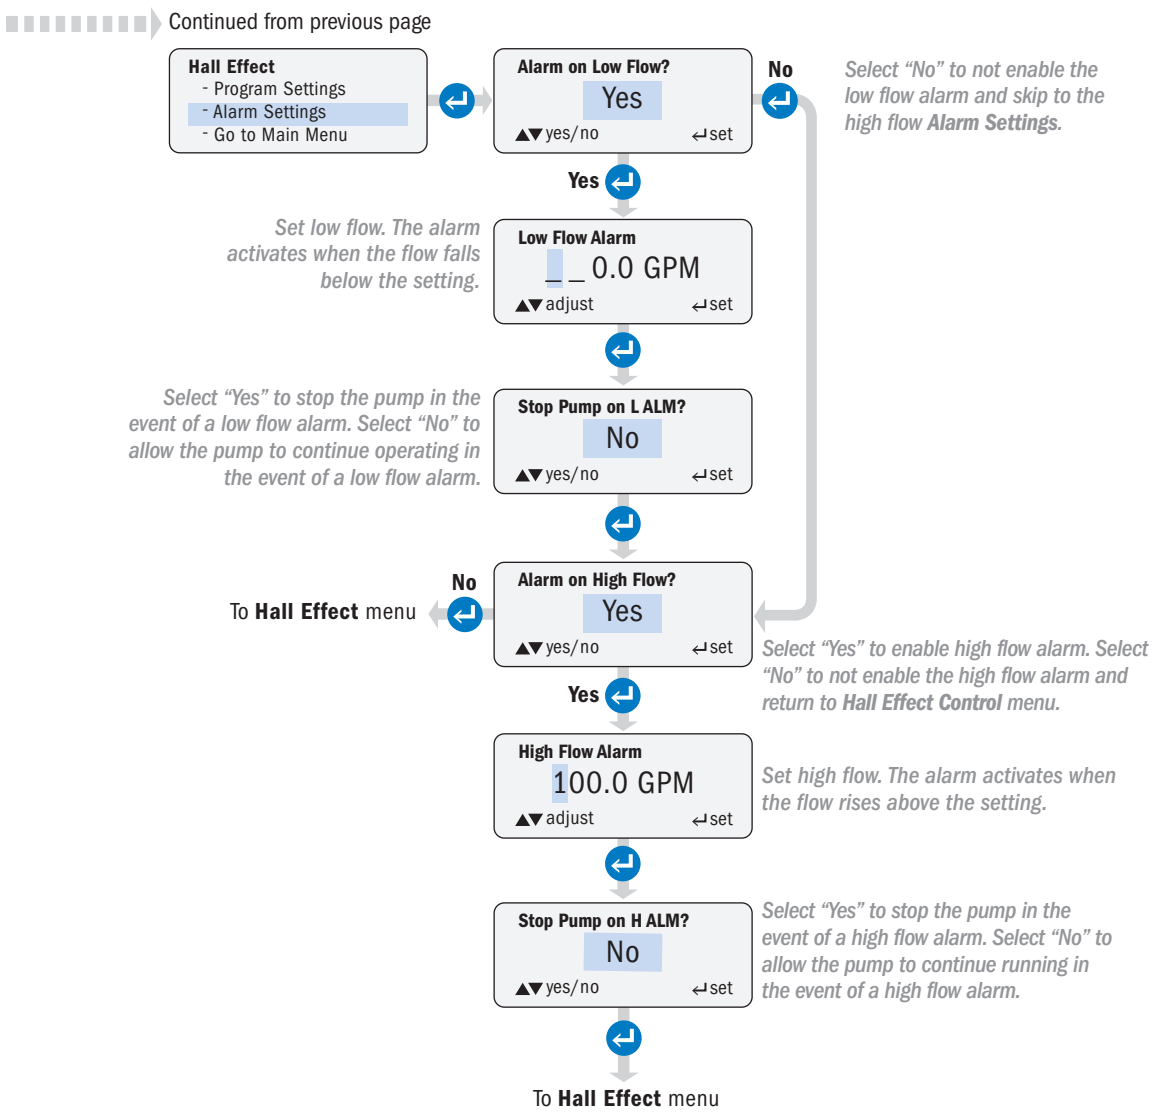 Continued from previous page
Hall Effect
- Program Settings
- Alarm Settings
- Go to Main Menu
Alarm on Low Flow?
Yes
▲▼ yes/no ↵ set
No
Select “No” to not enable the
low flow alarm and skip to the
high flow Alarm Settings.
Yes
Set low flow. The alarm
activates when the flow falls
below the setting.
Low Flow Alarm
_ _ 0.0 GPM
▲▼ adjust ↵ set
Select “Yes” to stop the pump in the
event of a low flow alarm. Select “No” to
allow the pump to continue operating in
the event of a low flow alarm.
Stop Pump on L ALM?
No
▲▼ yes/no ↵ set
No
To Hall Effect menu
Alarm on High Flow?
Yes
▲▼ yes/no ↵ set
Select “Yes” to enable high flow alarm. Select
“No” to not enable the high flow alarm and
return to Hall Effect Control menu.
Yes
High Flow Alarm
100.0 GPM
▲▼ adjust ↵ set
Set high flow. The alarm activates when
the flow rises above the setting.
Stop Pump on H ALM?
No
▲▼ yes/no ↵ set
Select “Yes” to stop the pump in the
event of a high flow alarm. Select “No” to
allow the pump to continue running in
the event of a high flow alarm.
To Hall Effect menu